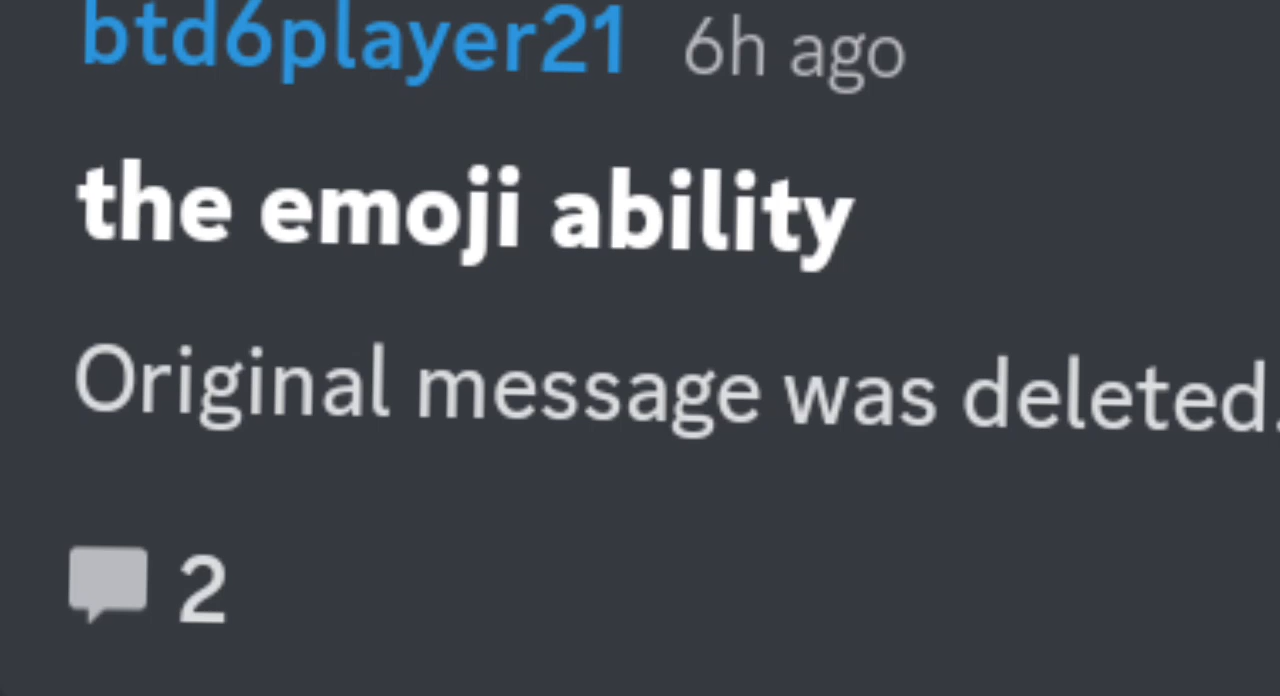 btd6player21 6h ago
the emoji ability
Original message was deleted.
2